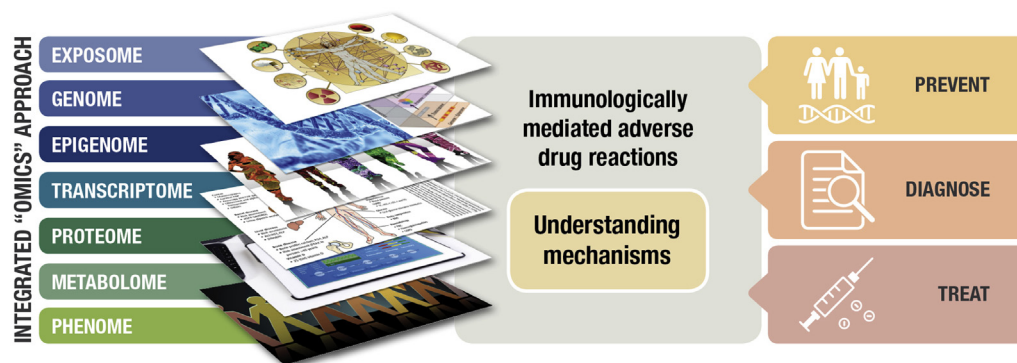 INTEGRATED "OMICS" APPROACH
EXPOSOME
GENOME
EPIGENOME
TRANSCRIPTOME
PROTEOME
METABOLOME
PHENOME
Immunologically
mediated adverse
drug reactions
Understanding
mechanisms
PREVENT
DIAGNOSE
TREAT